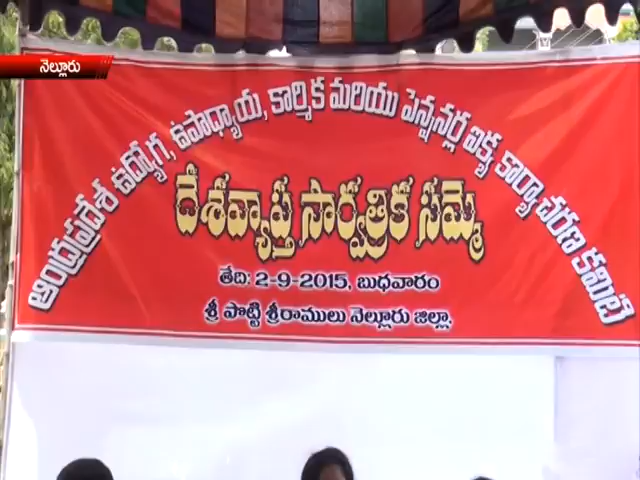 నెల్లూరు
ఆంధ్రప్రదేశ్ ఉద్యోగ, ఉపాధ్యాయ, కార్మిక మరియు పెన్షనర్ల ఐక్య కార్యాచరణ కమిటి
దేశవ్యాప్త సార్వత్రిక సమ్మె
తేది: 2-9-2015, బుధవారం
శ్రీ పొట్టి శ్రీరాములు నెల్లూరు జిల్లా.